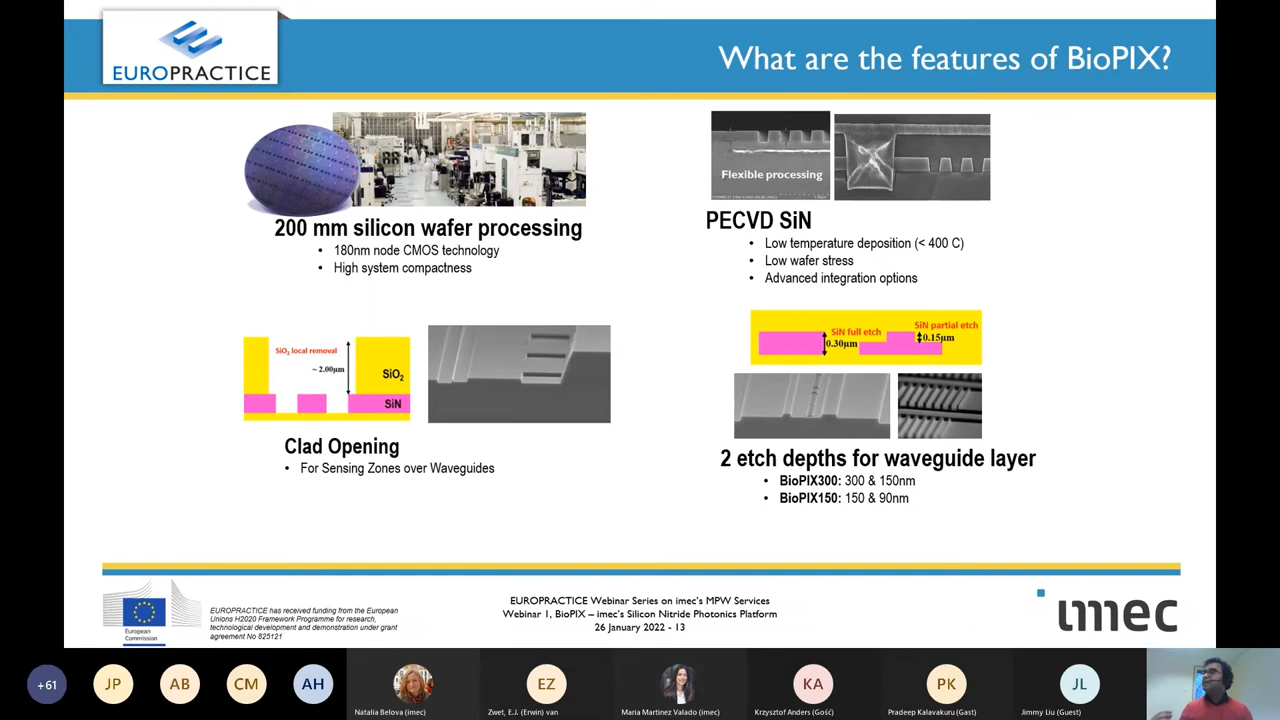 EUROPRACTICE
What are the features of BioPIX?
200 mm silicon wafer processing
• 180nm node CMOS technology
• High system compactness
Flexible processing
PECVD SiN
• Low temperature deposition (< 400 C)
• Low wafer stress
• Advanced integration options
SiO₂ local removal
~ 2.00μm
SiO₂
SiN
Clad Opening
• For Sensing Zones over Waveguides
SiN full etch
0.30μm
SiN partial etch
0.15μm
2 etch depths for waveguide layer
• BioPIX300: 300 & 150nm
• BioPIX150: 150 & 90nm
European
Commission
EUROPRACTICE has received funding from the European
Unions H2020 Framework Programme for research,
technological development and demonstration under grant
agreement No 825121
EUROPRACTICE Webinar Series on imec's MPW Services
Webinar 1, BioPIX – imec's Silicon Nitride Photonics Platform
26 January 2022 - 13
imec
+61
JP
AB
CM
AH
Natalia Belova (imec)
EZ
Zwet, E.J. (Erwin) van
Maria Martinez Valado (imec)
KA
Krzysztof Anders (Gość)
PK
Pradeep Kalavakuru (Gast)
JL
Jimmy Liu (Guest)